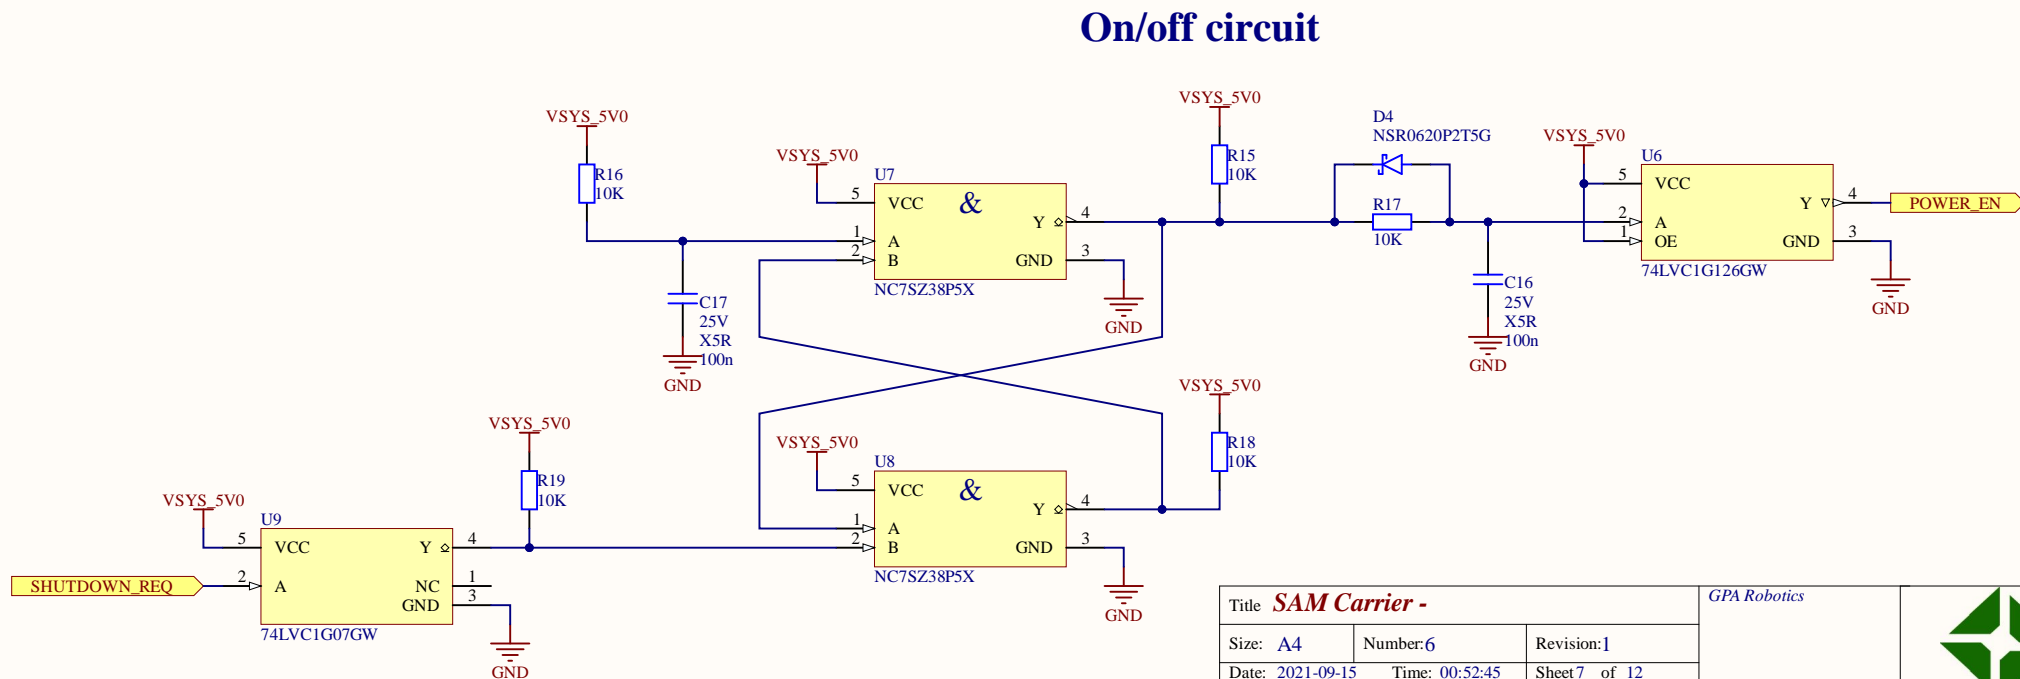 On/off circuit
VSYS_5V0
R16
10K
C17
25V
X5R
100n
GND
VSYS_5V0
U7
5 VCC & Y 4
1 A
2 B GND 3
NC7SZ38P5X
GND
VSYS_5V0
R15
10K
D4
NSR0620P2T5G
R17
10K
C16
25V
X5R
100n
GND
VSYS_5V0
U6
5 VCC Y 4 POWER_EN
2 A
1 OE GND 3
74LVC1G126GW
GND
VSYS_5V0
U9
5 VCC Y 4
SHUTDOWN_REQ 2 A NC 1
GND 3
74LVC1G07GW
GND
VSYS_5V0
R19
10K
VSYS_5V0
U8
5 VCC & Y 4
1 A
2 B GND 3
NC7SZ38P5X
GND
VSYS_5V0
R18
10K
Title SAM Carrier -
GPA Robotics
Size: A4 Number:6 Revision:1
Date: 2021-09-15 Time: 00:52:45 Sheet 7 of 12